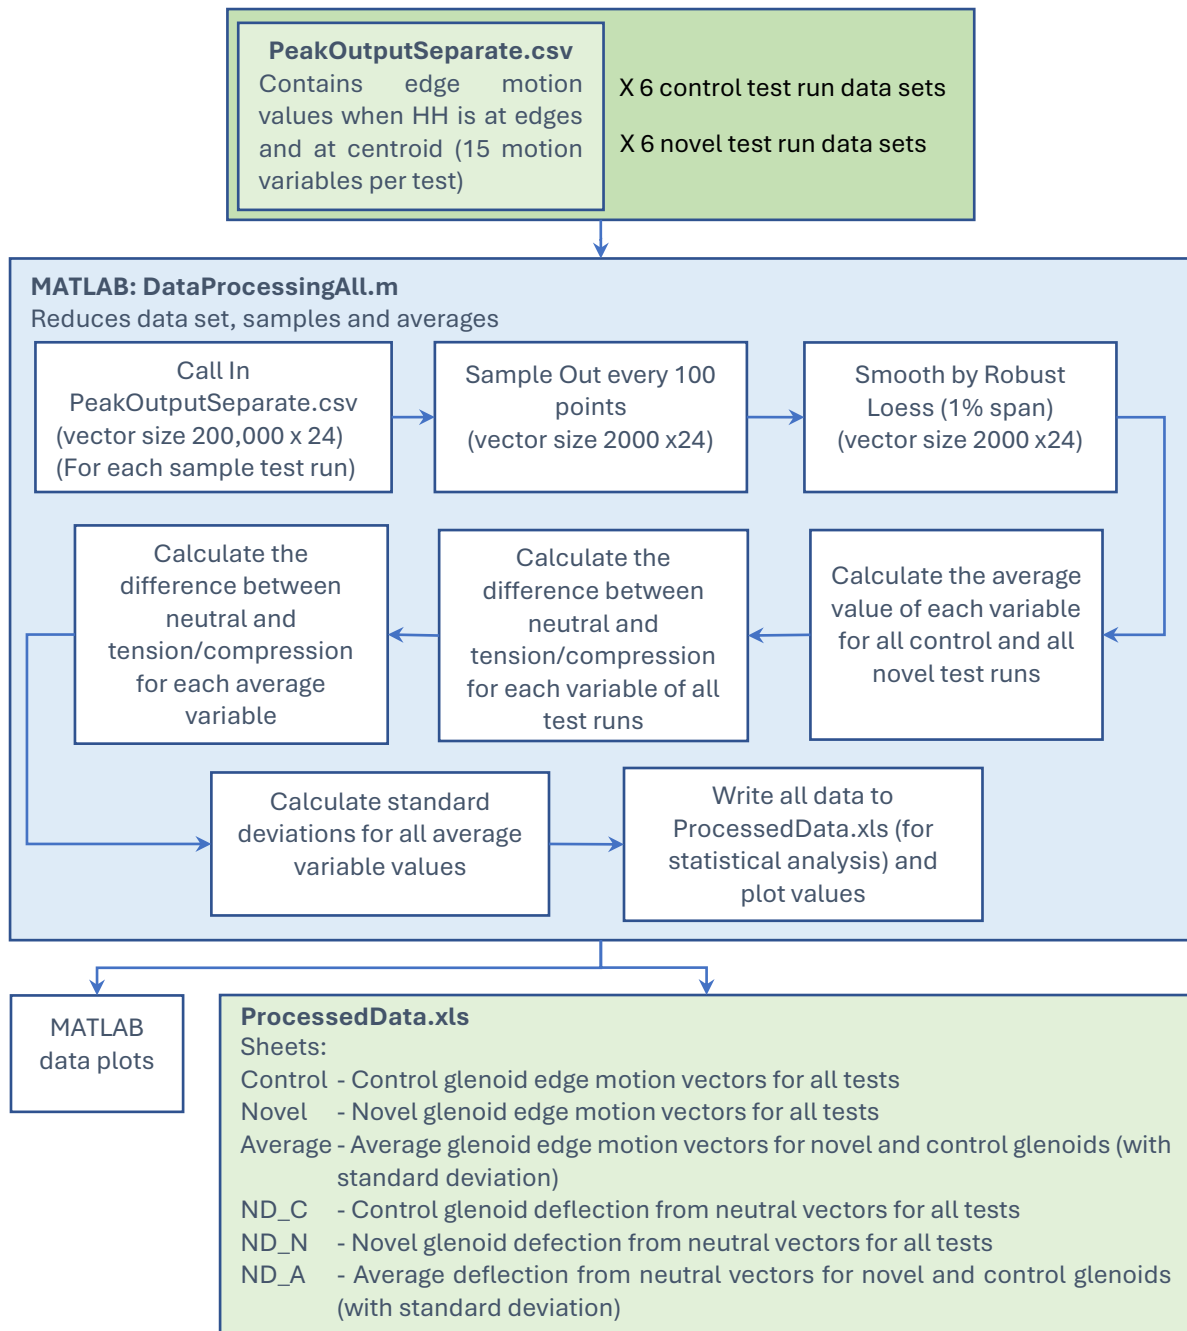 PeakOutputSeparate.csv
Contains edge motion
values when HH is at edges
and at centroid (15 motion
variables per test)
X 6 control test run data sets
X 6 novel test run data sets
MATLAB: DataProcessingAll.m
Reduces data set, samples and averages
Call In
PeakOutputSeparate.csv
(vector size 200,000 x 24)
(For each sample test run)
Sample Out every 100
points
(vector size 2000 x24)
Smooth by Robust
Loess (1% span)
(vector size 2000 x24)
Calculate the average
value of each variable
for all control and all
novel test runs
Calculate the
difference between
neutral and
tension/compression
for each variable of all
test runs
Calculate the
difference between
neutral and
tension/compression
for each average
variable
Calculate standard
deviations for all average
variable values
Write all data to
ProcessedData.xls (for
statistical analysis) and
plot values
MATLAB
data plots
ProcessedData.xls
Sheets:
Control - Control glenoid edge motion vectors for all tests
Novel - Novel glenoid edge motion vectors for all tests
Average - Average glenoid edge motion vectors for novel and control glenoids (with
standard deviation)
ND_C - Control glenoid deflection from neutral vectors for all tests
ND_N - Novel glenoid defection from neutral vectors for all tests
ND_A - Average deflection from neutral vectors for novel and control glenoids
(with standard deviation)